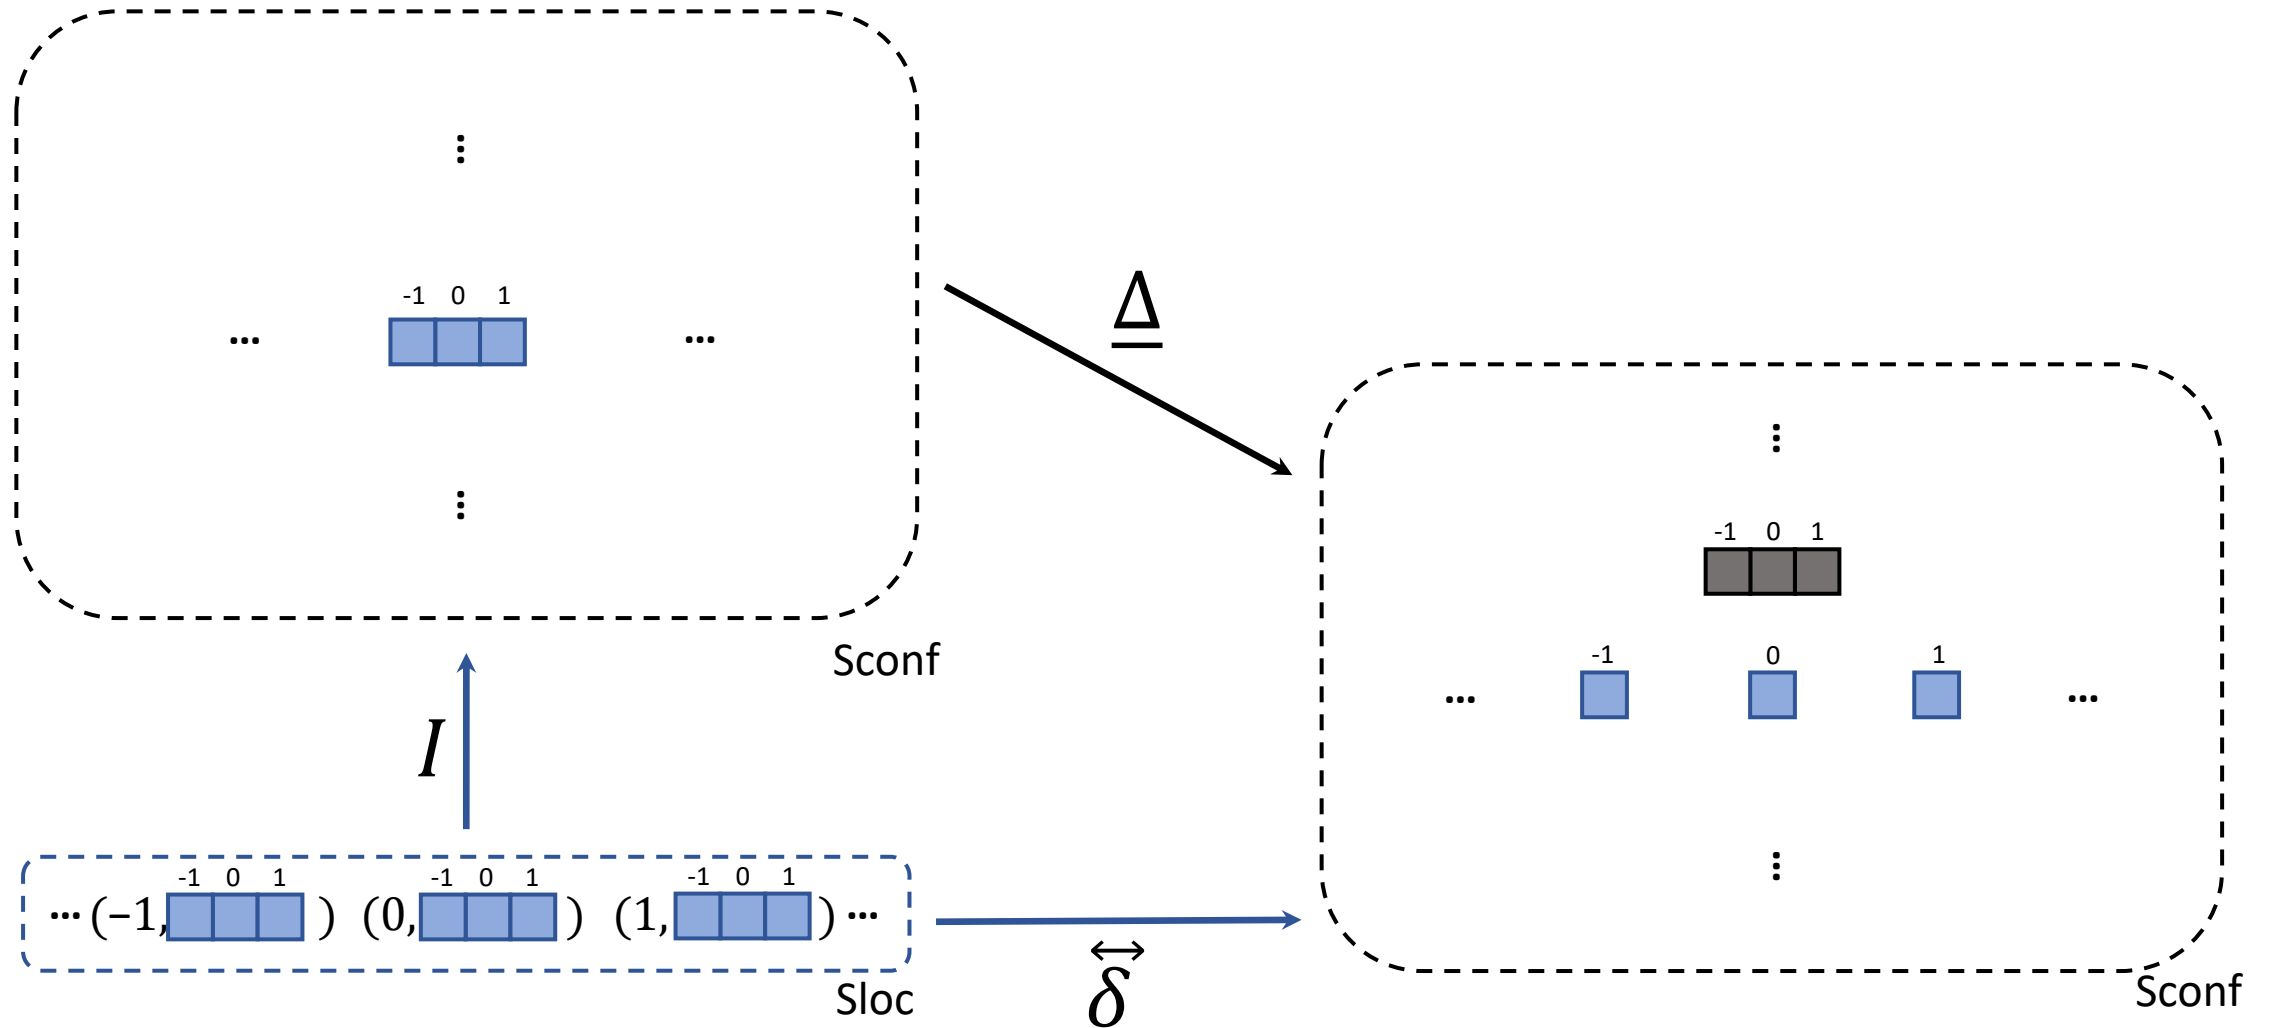 ⋮
-1 0 1
... ...
⋮
Sconf
Δ
I
⋮
-1 0 1
-1 0 1
... ...
⋮
Sconf
-1 0 1 -1 0 1 -1 0 1
... (−1, ) (0, ) (1, ) ...
Sloc
δ